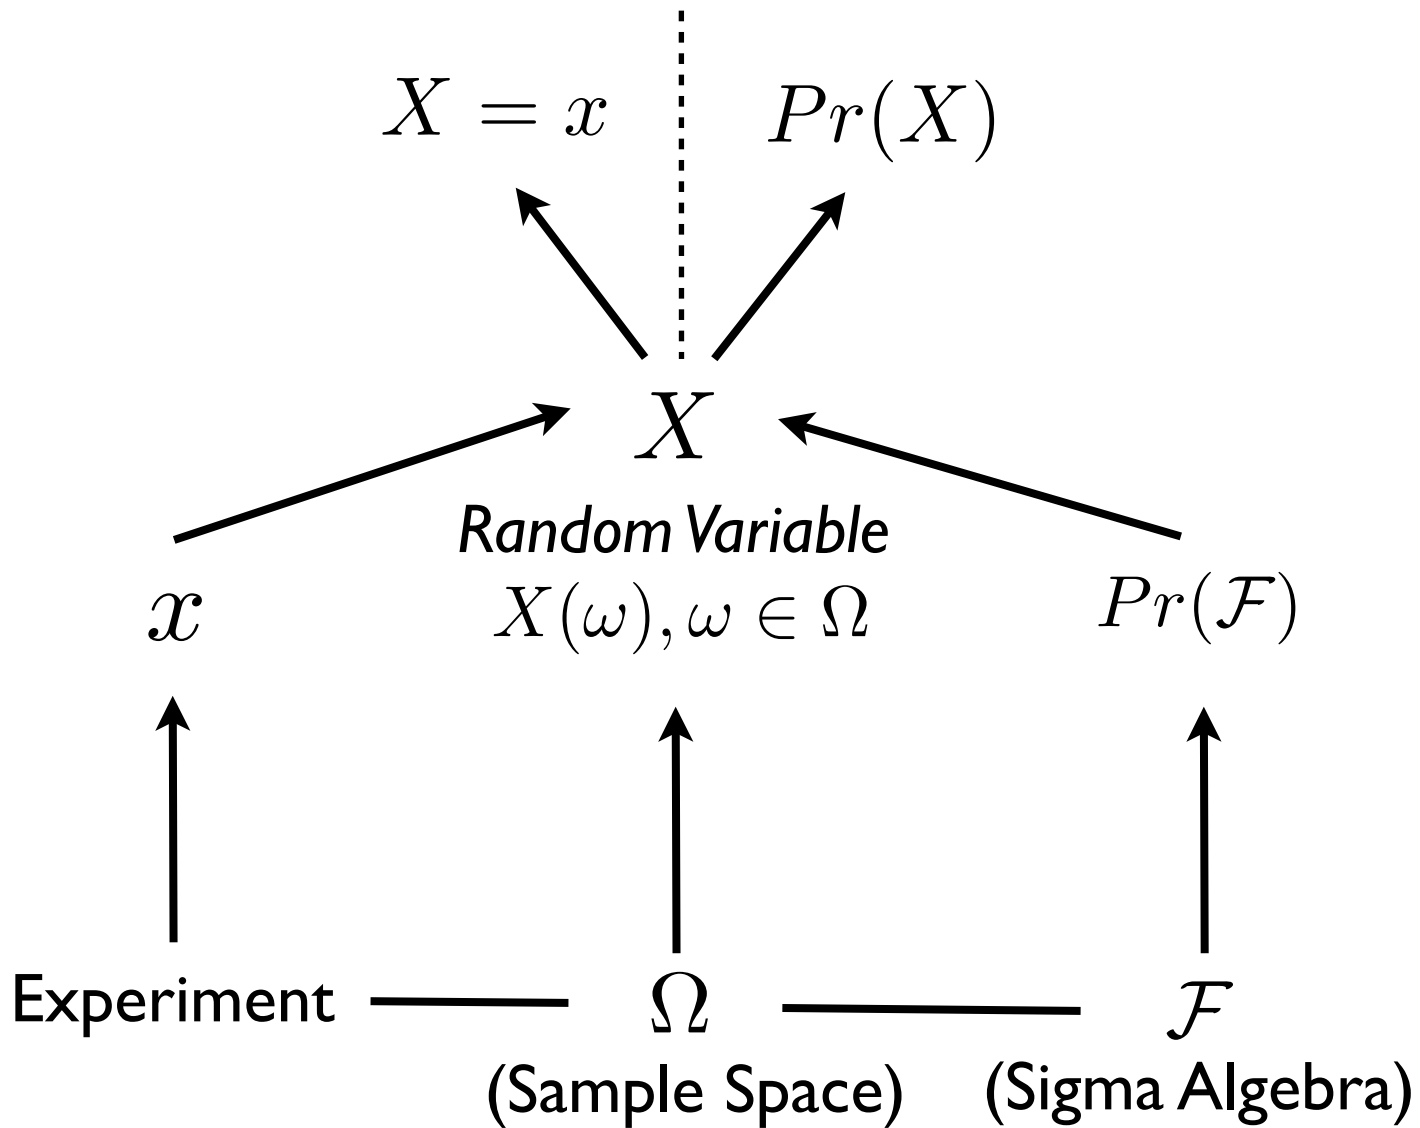 X = x
Pr(X)
X
Random Variable
x
X(ω), ω ∈ Ω
Pr(ℱ)
Experiment
Ω
ℱ
(Sample Space)
(Sigma Algebra)